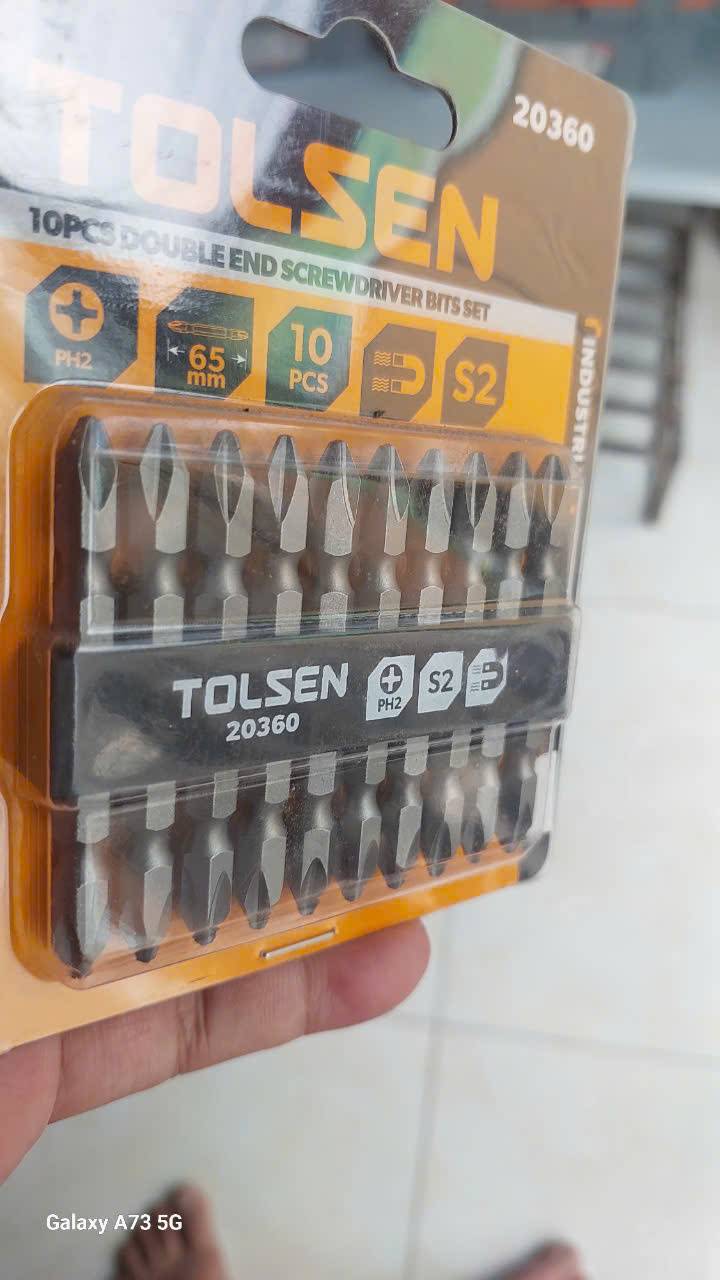 20360
TOLSEN
10PCS DOUBLE END SCREWDRIVER BITS SET
PH2
65
mm
10
PCS
S2
INDUSTRI
TOLSEN
20360
PH2
S2
Galaxy A73 5G